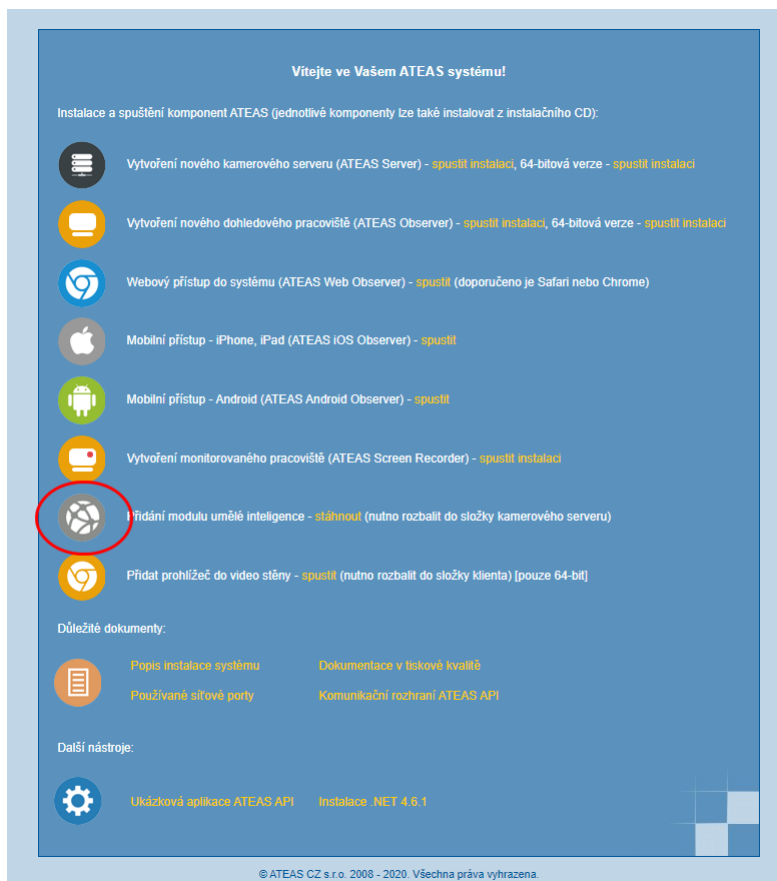 Vítejte ve Vašem ATEAS systému!
Instalace a spuštění komponent ATEAS (jednotlivé komponenty lze také instalovat z instalačního CD):
Vytvoření nového kamerového serveru (ATEAS Server) - spustit instalaci, 64-bitová verze - spustit instalaci
Vytvoření nového dohledového pracoviště (ATEAS Observer) - spustit instalaci, 64-bitová verze - spustit instalaci
Webový přístup do systému (ATEAS Web Observer) - spustit (doporučeno je Safari nebo Chrome)
Mobilní přístup - iPhone, iPad (ATEAS iOS Observer) - spustit
Mobilní přístup - Android (ATEAS Android Observer) - spustit
Vytvoření monitorovaného pracoviště (ATEAS Screen Recorder) - spustit instalaci
Přidání modulu umělé inteligence - stáhnout (nutno rozbalit do složky kamerového serveru)
Přidat prohlížeč do video stěny - spustit (nutno rozbalit do složky klienta) [pouze 64-bit]
Důležité dokumenty:
Popis instalace systému Dokumentace v tiskové kvalitě
Používané síťové porty Komunikační rozhraní ATEAS API
Další nástroje:
Ukázková aplikace ATEAS API Instalace .NET 4.6.1
© ATEAS CZ s.r.o. 2008 - 2020. Všechna práva vyhrazena.